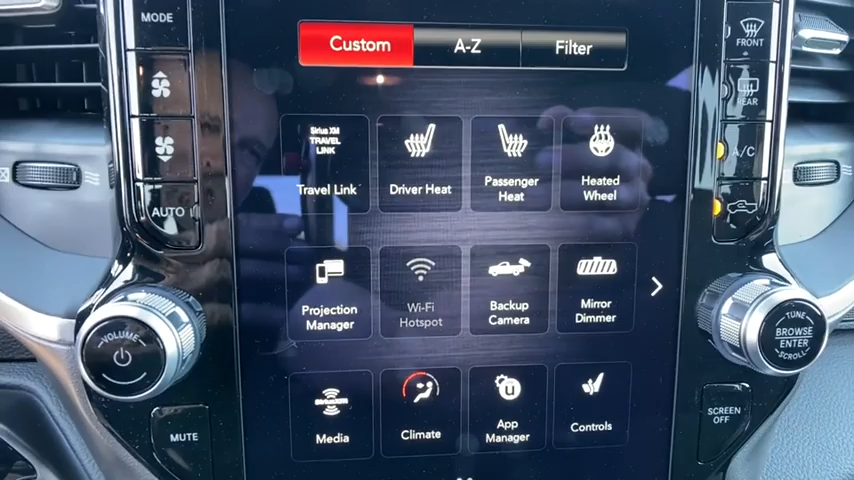 MODE
Custom
A-Z
Filter
FRONT
REAR
SiriusXM
TRAVEL
LINK
Travel Link
Driver Heat
Passenger
Heat
Heated
Wheel
A/C
AUTO
Projection
Manager
Wi-Fi
Hotspot
Backup
Camera
Mirror
Dimmer
VOLUME
TUNE
BROWSE
ENTER
SCROLL
SiriusXM
Media
Climate
u
App
Manager
Controls
MUTE
SCREEN
OFF